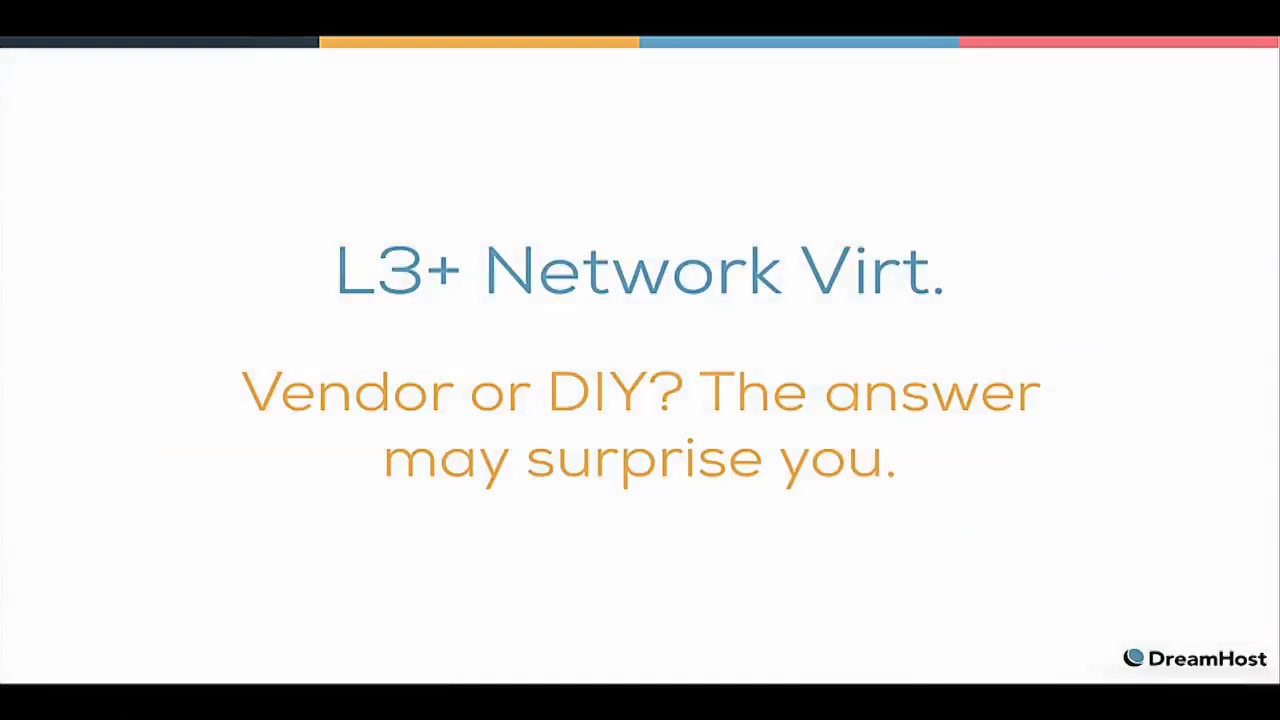 L3+ Network Virt.
Vendor or DIY? The answer
may surprise you.
DreamHost